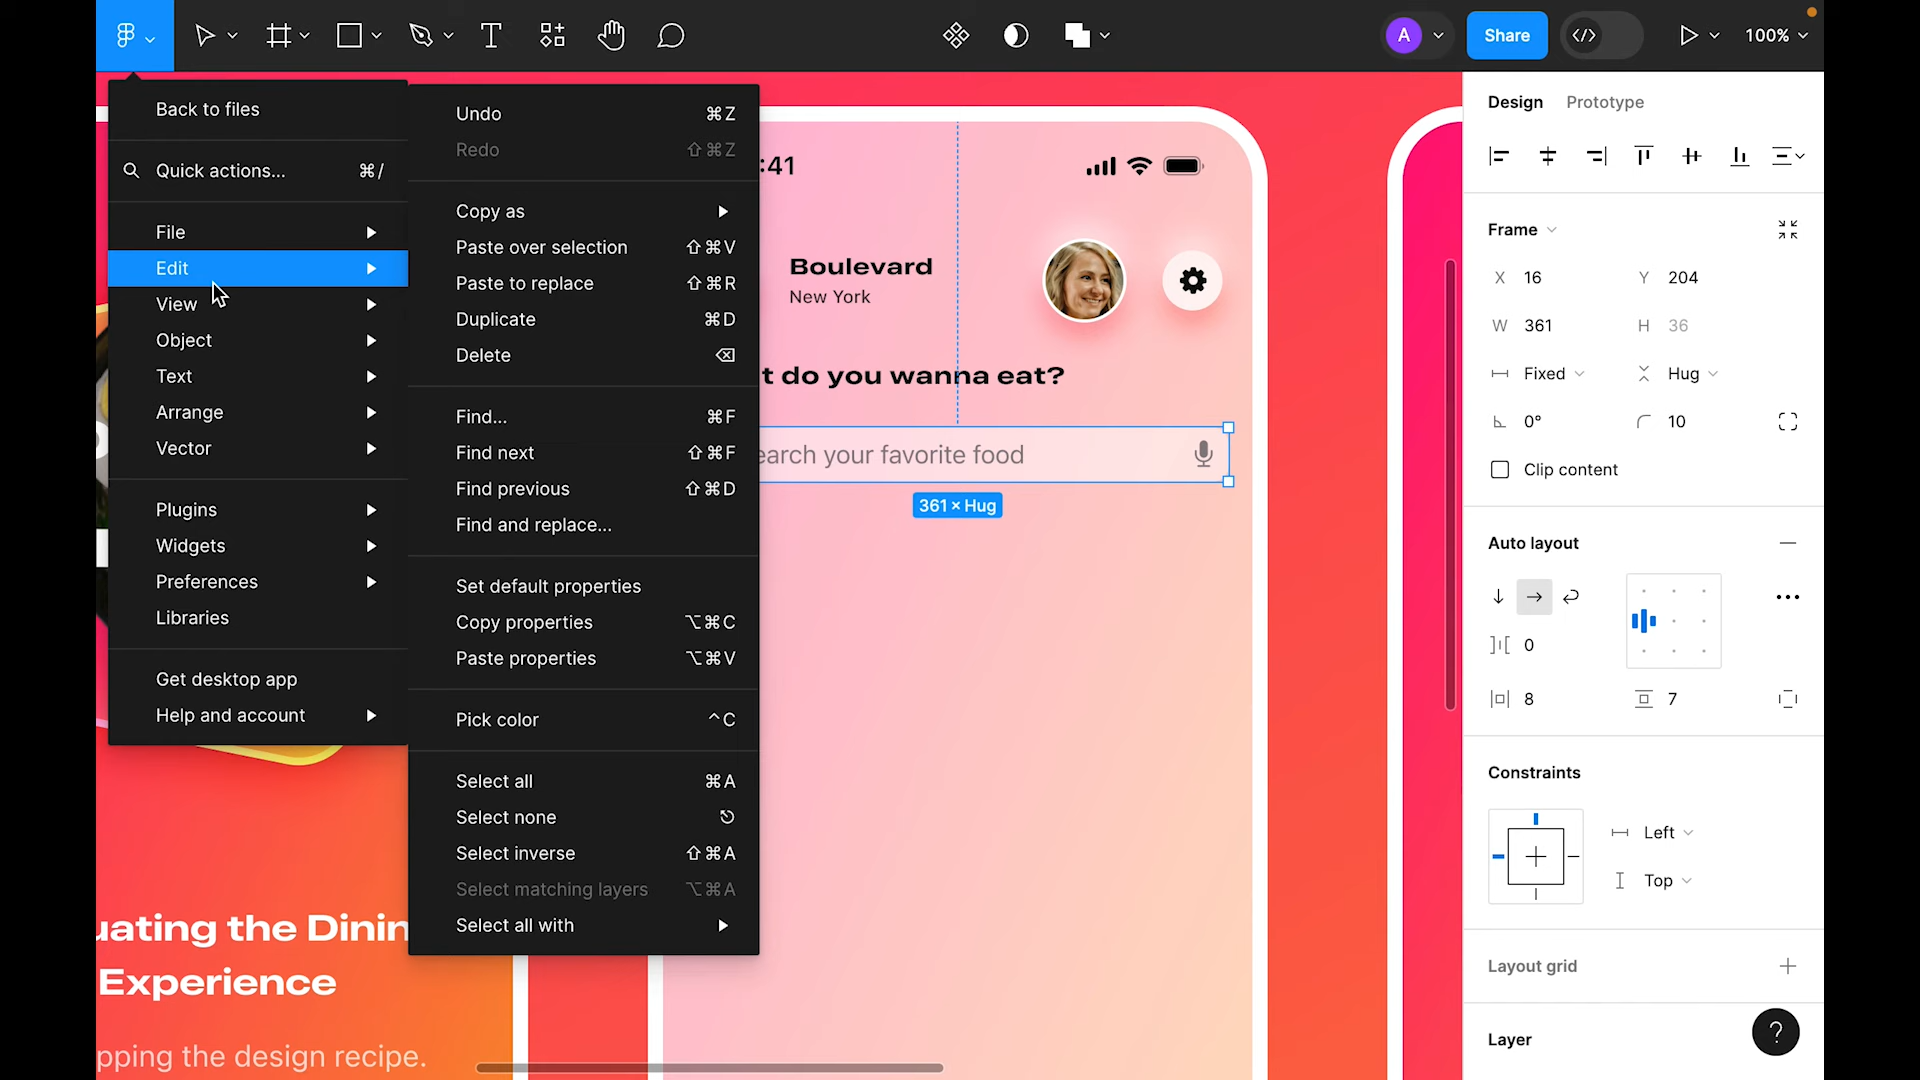 A
Share
100%
Back to files
Quick actions... ⌘/
File
Edit
View
Object
Text
Arrange
Vector
Plugins
Widgets
Preferences
Libraries
Get desktop app
Help and account
Undo ⌘Z
Redo ⇧⌘Z
Copy as
Paste over selection ⇧⌘V
Paste to replace ⇧⌘R
Duplicate ⌘D
Delete ⌫
Find... ⌘F
Find next ⇧⌘F
Find previous ⇧⌘D
Find and replace...
Set default properties
Copy properties ⌥⌘C
Paste properties ⌥⌘V
Pick color ^C
Select all ⌘A
Select none
Select inverse ⇧⌘A
Select matching layers ⌥⌘A
Select all with
:41
Boulevard
New York
t do you wanna eat?
earch your favorite food
361 × Hug
uating the Dinin
Experience
pping the design recipe.
Design Prototype
Frame
X 16 Y 204
W 361 H 36
Fixed Hug
0° 10
Clip content
Auto layout
0
8 7
Constraints
Left
Top
Layout grid
Layer
?